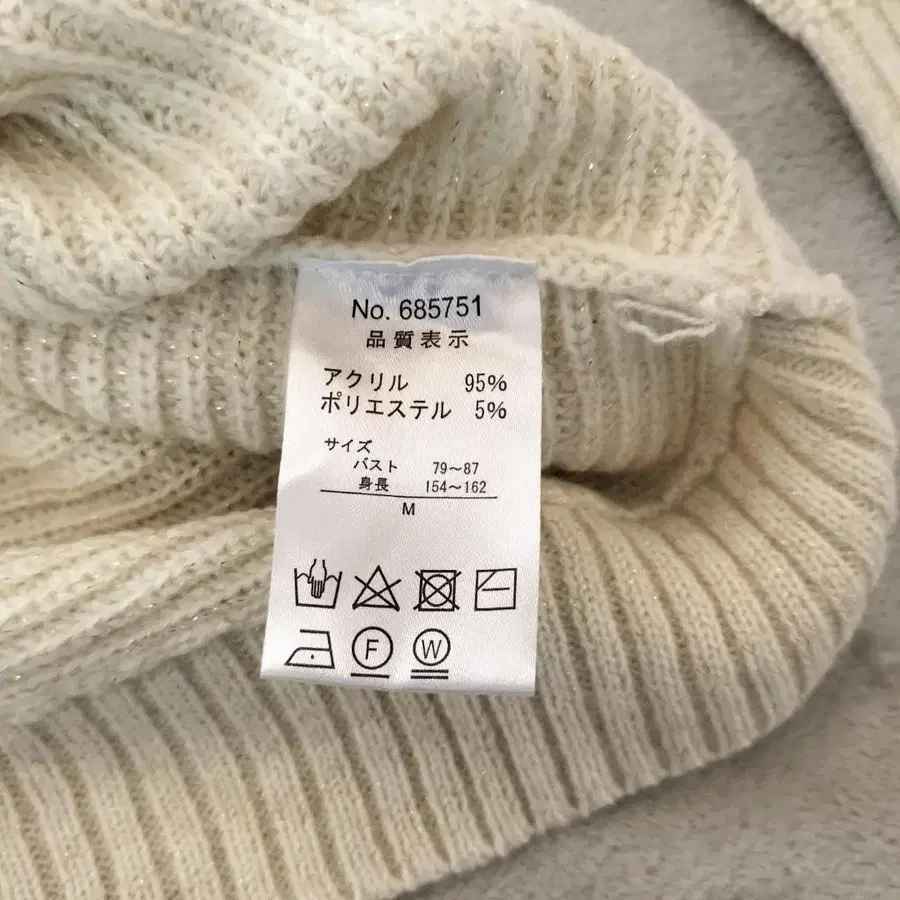 No. 685751
品質表示
アクリル 95%
ポリエステル 5%
サイズ
バスト 79～87
身長 154～162
M
F W